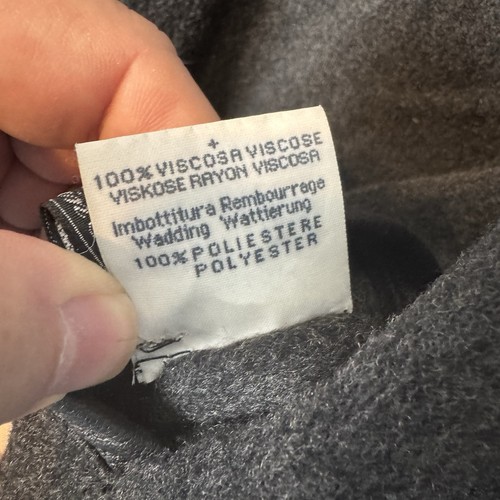 +
100% VISCOSA VISCOSE
VISKOSE RAYON VISCOSA
Imbottitura Rembourrage
Wadding Wattierung
100% POLIESTERE
POLYESTER